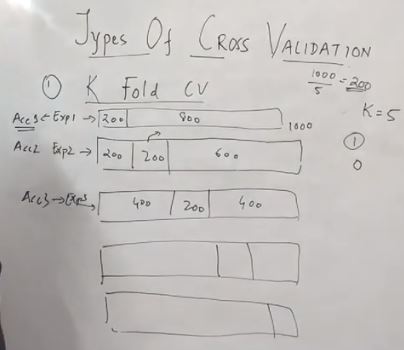 Types Of Cross Validation
1000/5 = 200
① K Fold CV
K = 5
Acc1 ← Exp1 → 200 800 1000
Acc2 Exp2 → 200 200 600
①
0
Acc3 → Exp3 400 200 400